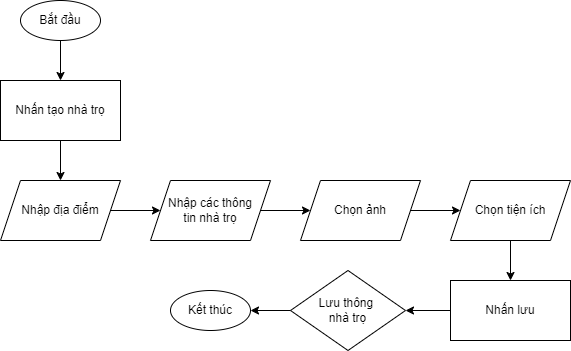 Bắt đầu
Nhấn tạo nhà trọ
Nhập địa điểm
Nhập các thông
tin nhà trọ
Chọn ảnh
Chọn tiện ích
Nhấn lưu
Lưu thông
nhà trọ
Kết thúc